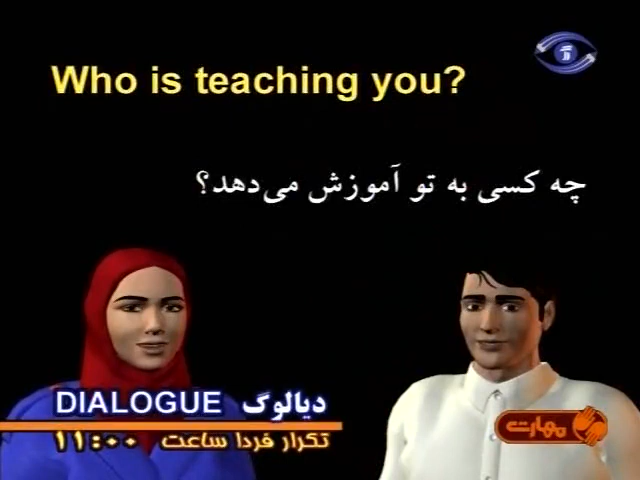 Who is teaching you?
چه کسی به تو آموزش می‌دهد؟
DIALOGUE دیالوگ
تکرار فردا ساعت ۱۱:۰۰
مهارت